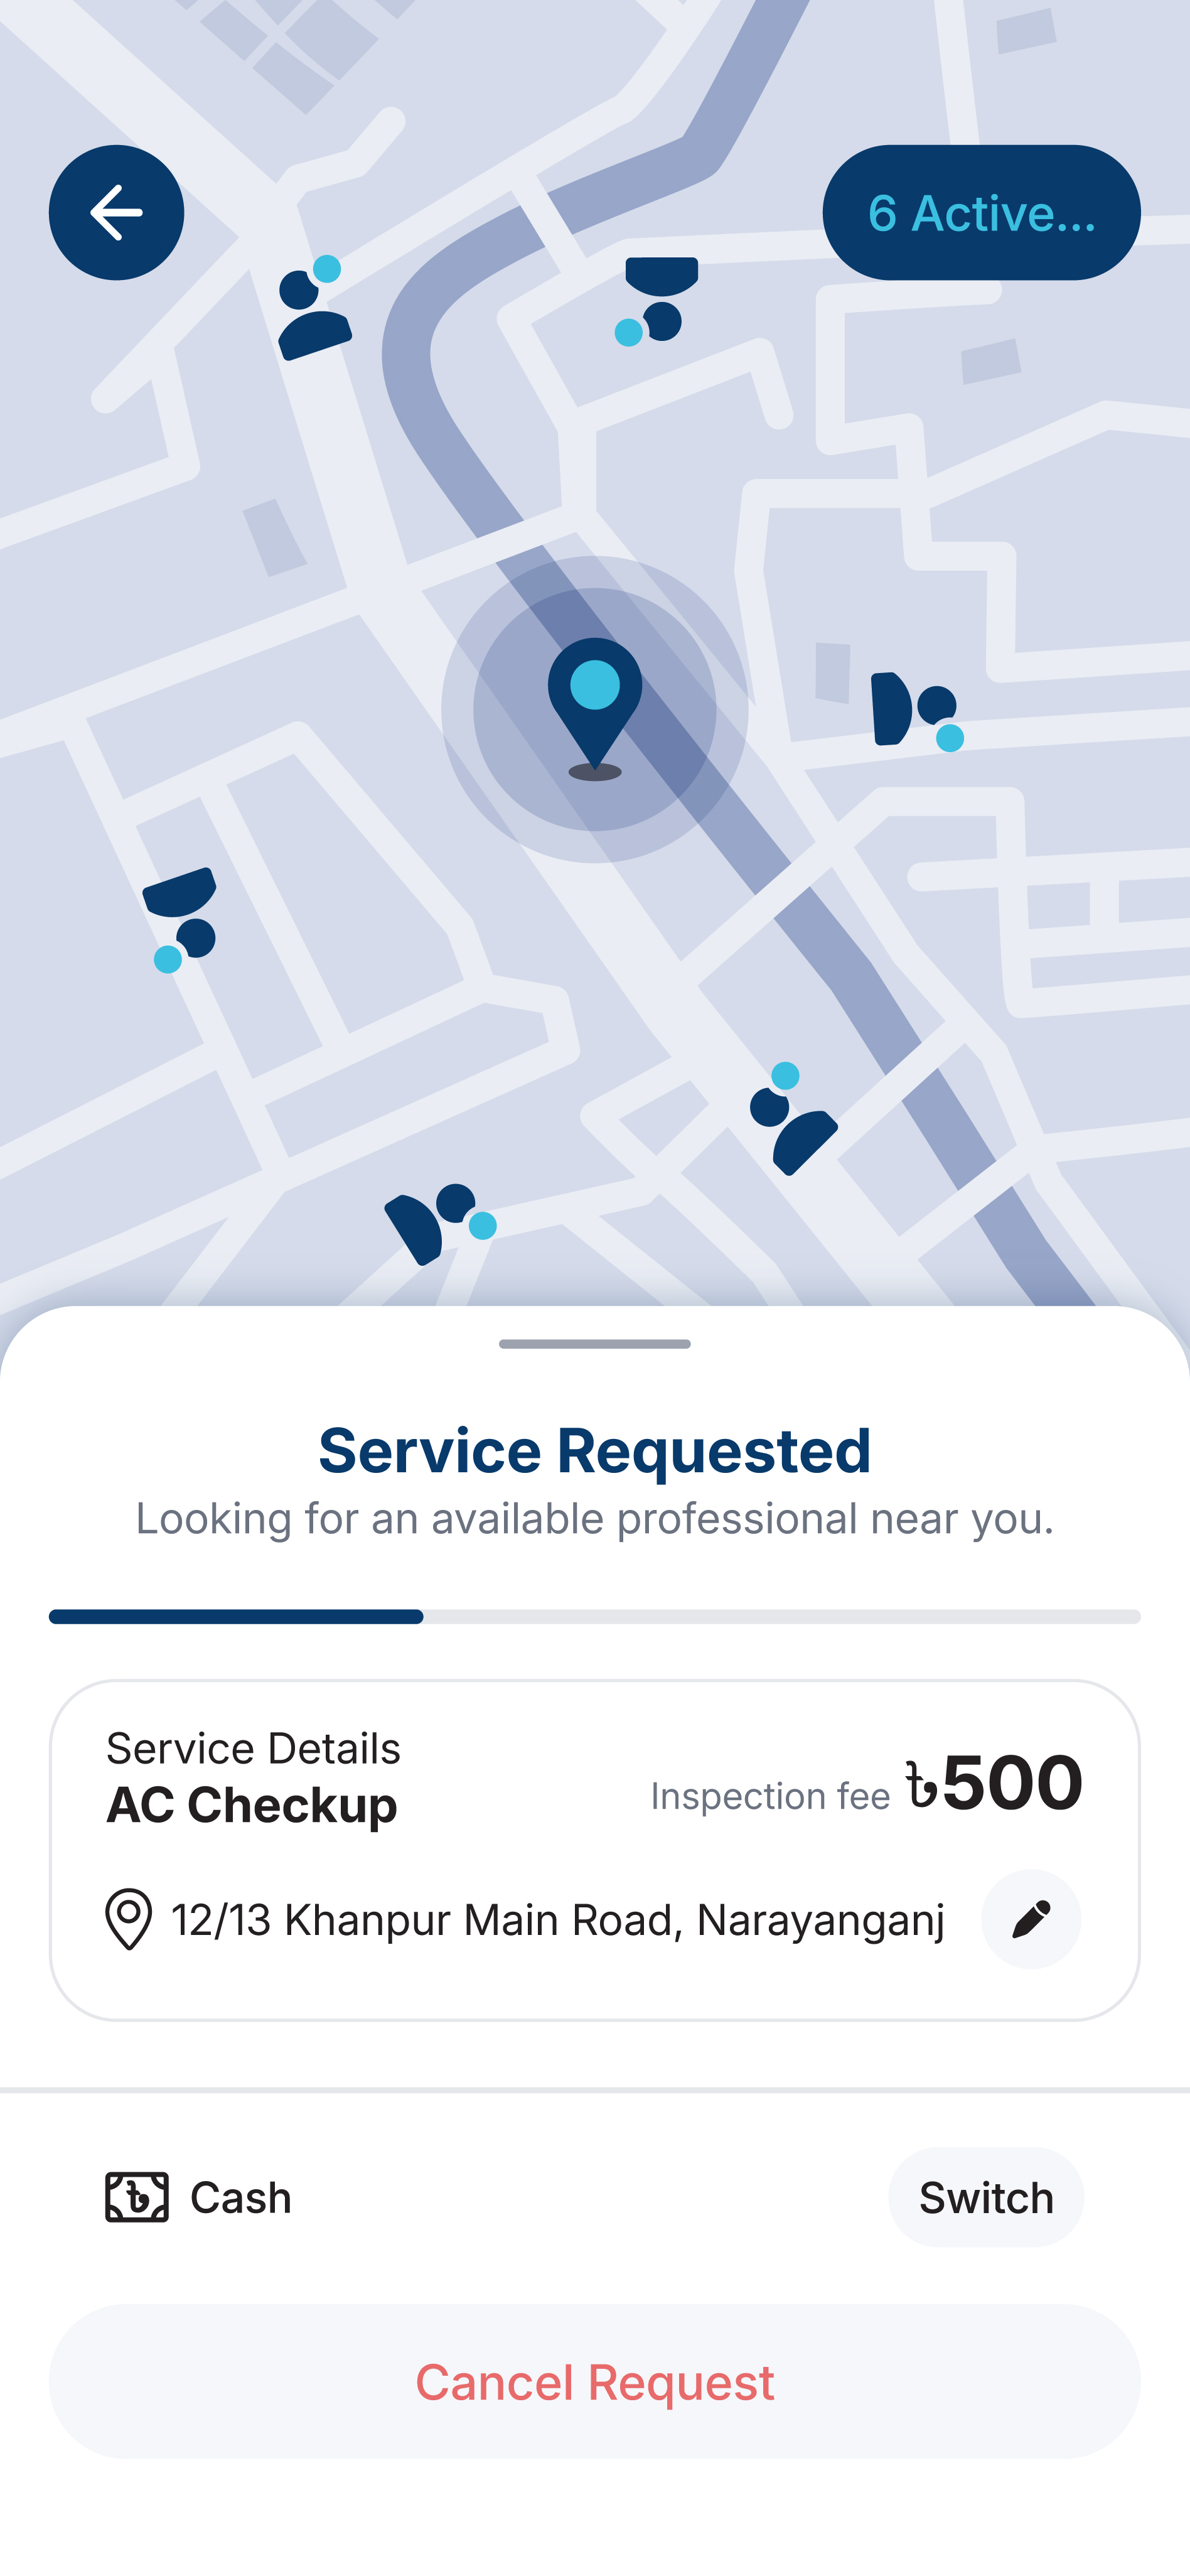 6 Active...
Service Requested
Looking for an available professional near you.
Service Details
AC Checkup
Inspection fee ৳500
12/13 Khanpur Main Road, Narayanganj
৳ Cash
Switch
Cancel Request